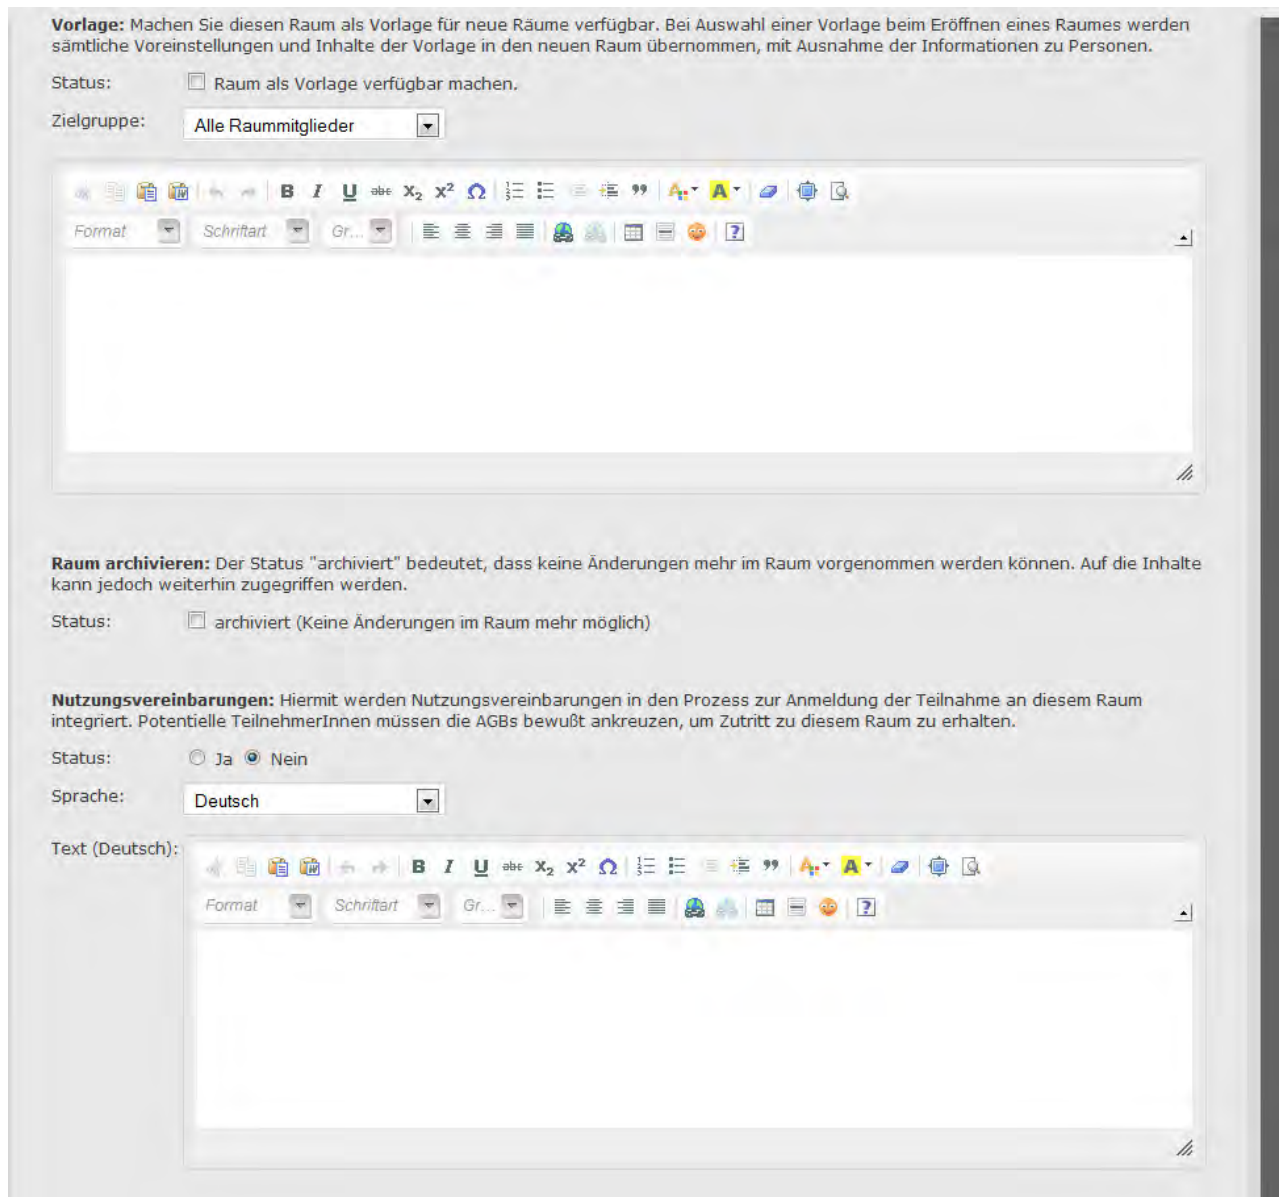 Vorlage: Machen Sie diesen Raum als Vorlage für neue Räume verfügbar. Bei Auswahl einer Vorlage beim Eröffnen eines Raumes werden
sämtliche Voreinstellungen und Inhalte der Vorlage in den neuen Raum übernommen, mit Ausnahme der Informationen zu Personen.
Status: Raum als Vorlage verfügbar machen.
Zielgruppe: Alle Raummitglieder
B I U abc X₂ X² Ω
Format Schriftart Gr...
Raum archivieren: Der Status "archiviert" bedeutet, dass keine Änderungen mehr im Raum vorgenommen werden können. Auf die Inhalte
kann jedoch weiterhin zugegriffen werden.
Status: archiviert (Keine Änderungen im Raum mehr möglich)
Nutzungsvereinbarungen: Hiermit werden Nutzungsvereinbarungen in den Prozess zur Anmeldung der Teilnahme an diesem Raum
integriert. Potentielle TeilnehmerInnen müssen die AGBs bewußt ankreuzen, um Zutritt zu diesem Raum zu erhalten.
Status: Ja Nein
Sprache: Deutsch
Text (Deutsch):
B I U abc X₂ X² Ω
Format Schriftart Gr...